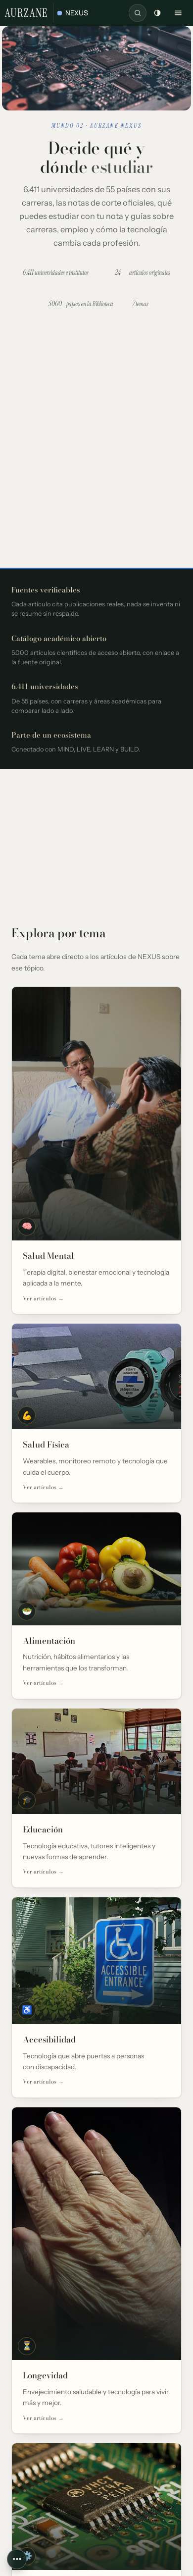 AURZANE NEXUS
MUNDO 02 · AURZANE NEXUS
Decide qué y
dónde estudiar
6.411 universidades de 55 países con sus
carreras, las notas de corte oficiales, qué
puedes estudiar con tu nota y guías sobre
carreras, empleo y cómo la tecnología
cambia cada profesión.
6.411 universidades e institutos 24 artículos originales
5000 papers en la Biblioteca 7 temas
Fuentes verificables
Cada artículo cita publicaciones reales, nada se inventa ni
se resume sin respaldo.
Catálogo académico abierto
5.000 artículos científicos de acceso abierto, con enlace a
la fuente original.
6.411 universidades
De 55 países, con carreras y áreas académicas para
comparar lado a lado.
Parte de un ecosistema
Conectado con MIND, LIVE, LEARN y BUILD.
Explora por tema
Cada tema abre directo a los artículos de NEXUS sobre
ese tópico.
Salud Mental
Terapia digital, bienestar emocional y tecnología
aplicada a la mente.
Ver artículos →
Salud Física
Wearables, monitoreo remoto y tecnología que
cuida el cuerpo.
Ver artículos →
Alimentación
Nutrición, hábitos alimentarios y las
herramientas que los transforman.
Ver artículos →
Educación
Tecnología educativa, tutores inteligentes y
nuevas formas de aprender.
Ver artículos →
ACCESSIBLE
ENTRANCE
Accesibilidad
Tecnología que abre puertas a personas
con discapacidad.
Ver artículos →
Longevidad
Envejecimiento saludable y tecnología para vivir
más y mejor.
Ver artículos →